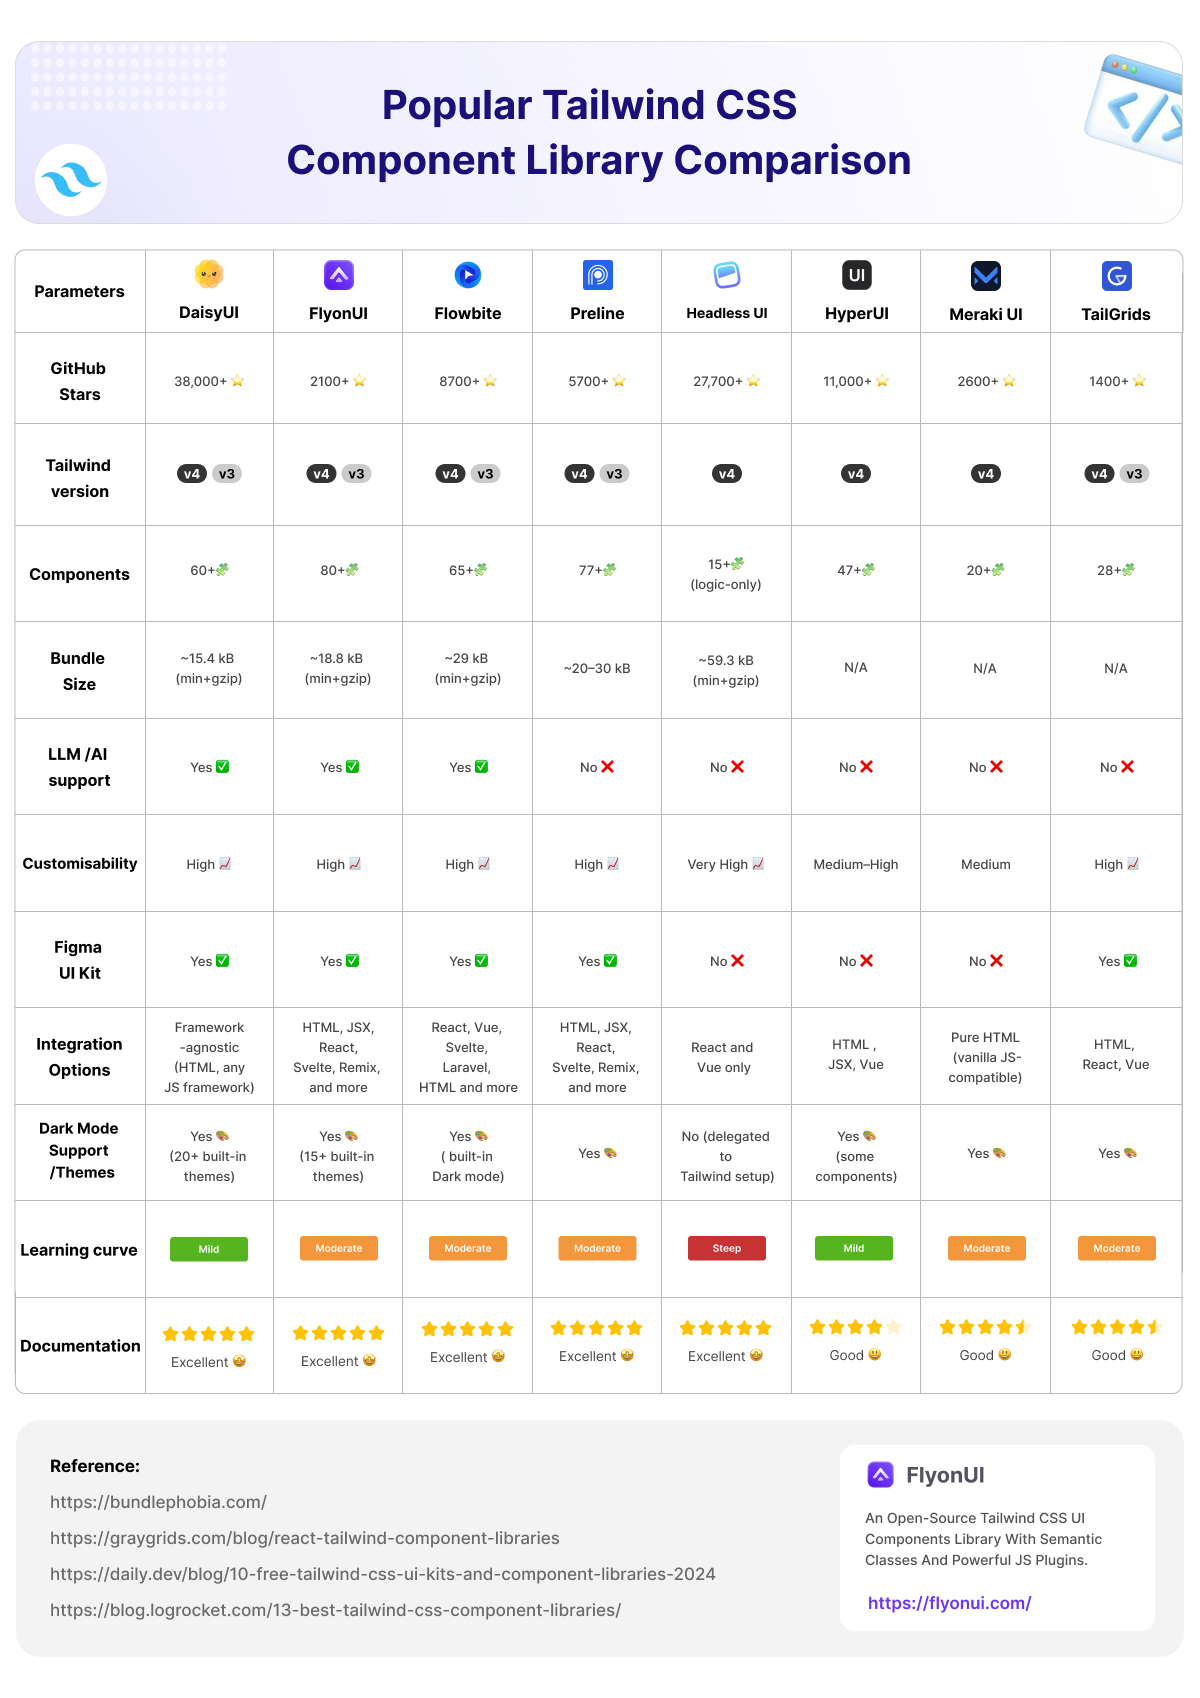 Popular Tailwind CSS
Component Library Comparison
Parameters
DaisyUI
FlyonUI
Flowbite
Preline
Headless UI
UI
HyperUI
Meraki UI
TailGrids
GitHub
Stars
38,000+ ⭐
2100+ ⭐
8700+ ⭐
5700+ ⭐
27,700+ ⭐
11,000+ ⭐
2600+ ⭐
1400+ ⭐
Tailwind
version
v4 v3
v4 v3
v4 v3
v4 v3
v4
v4
v4
v4 v3
Components
60+🧩
80+🧩
65+🧩
77+🧩
15+🧩
(logic-only)
47+🧩
20+🧩
28+🧩
Bundle
Size
~15.4 kB
(min+gzip)
~18.8 kB
(min+gzip)
~29 kB
(min+gzip)
~20–30 kB
~59.3 kB
(min+gzip)
N/A
N/A
N/A
LLM /AI
support
Yes ✅
Yes ✅
Yes ✅
No ❌
No ❌
No ❌
No ❌
No ❌
Customisability
High 📈
High 📈
High 📈
High 📈
Very High 📈
Medium–High
Medium
High 📈
Figma
UI Kit
Yes ✅
Yes ✅
Yes ✅
Yes ✅
No ❌
No ❌
No ❌
Yes ✅
Integration
Options
Framework
-agnostic
(HTML, any
JS framework)
HTML, JSX,
React,
Svelte, Remix,
and more
React, Vue,
Svelte,
Laravel,
HTML and more
HTML, JSX,
React,
Svelte, Remix,
and more
React and
Vue only
HTML ,
JSX, Vue
Pure HTML
(vanilla JS-
compatible)
HTML,
React, Vue
Dark Mode
Support
/Themes
Yes 🎨
(20+ built-in
themes)
Yes 🎨
(15+ built-in
themes)
Yes 🎨
( built-in
Dark mode)
Yes 🎨
No (delegated
to
Tailwind setup)
Yes 🎨
(some
components)
Yes 🎨
Yes 🎨
Learning curve
Mild
Moderate
Moderate
Moderate
Steep
Mild
Moderate
Moderate
Documentation
Excellent 🤩
Excellent 🤩
Excellent 🤩
Excellent 🤩
Excellent 🤩
Good 😃
Good 😃
Good 😃
Reference:
https://bundlephobia.com/
https://graygrids.com/blog/react-tailwind-component-libraries
https://daily.dev/blog/10-free-tailwind-css-ui-kits-and-component-libraries-2024
https://blog.logrocket.com/13-best-tailwind-css-component-libraries/
FlyonUI
An Open-Source Tailwind CSS UI
Components Library With Semantic
Classes And Powerful JS Plugins.
https://flyonui.com/